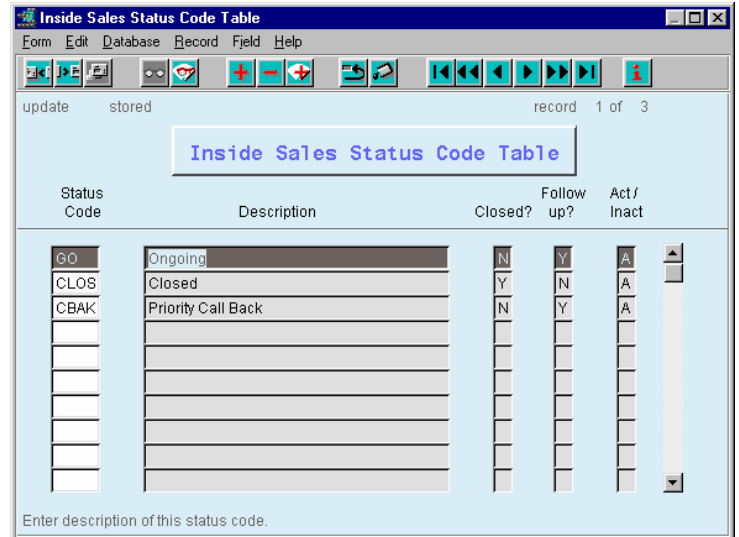 Inside Sales Status Code Table
Form Edit Database Record Field Help
update stored record 1 of 3
Inside Sales Status Code Table
Status Follow Act /
Code Description Closed? up? Inact
GO Ongoing N Y A
CLOS Closed Y N A
CBAK Priority Call Back N Y A
Enter description of this status code.